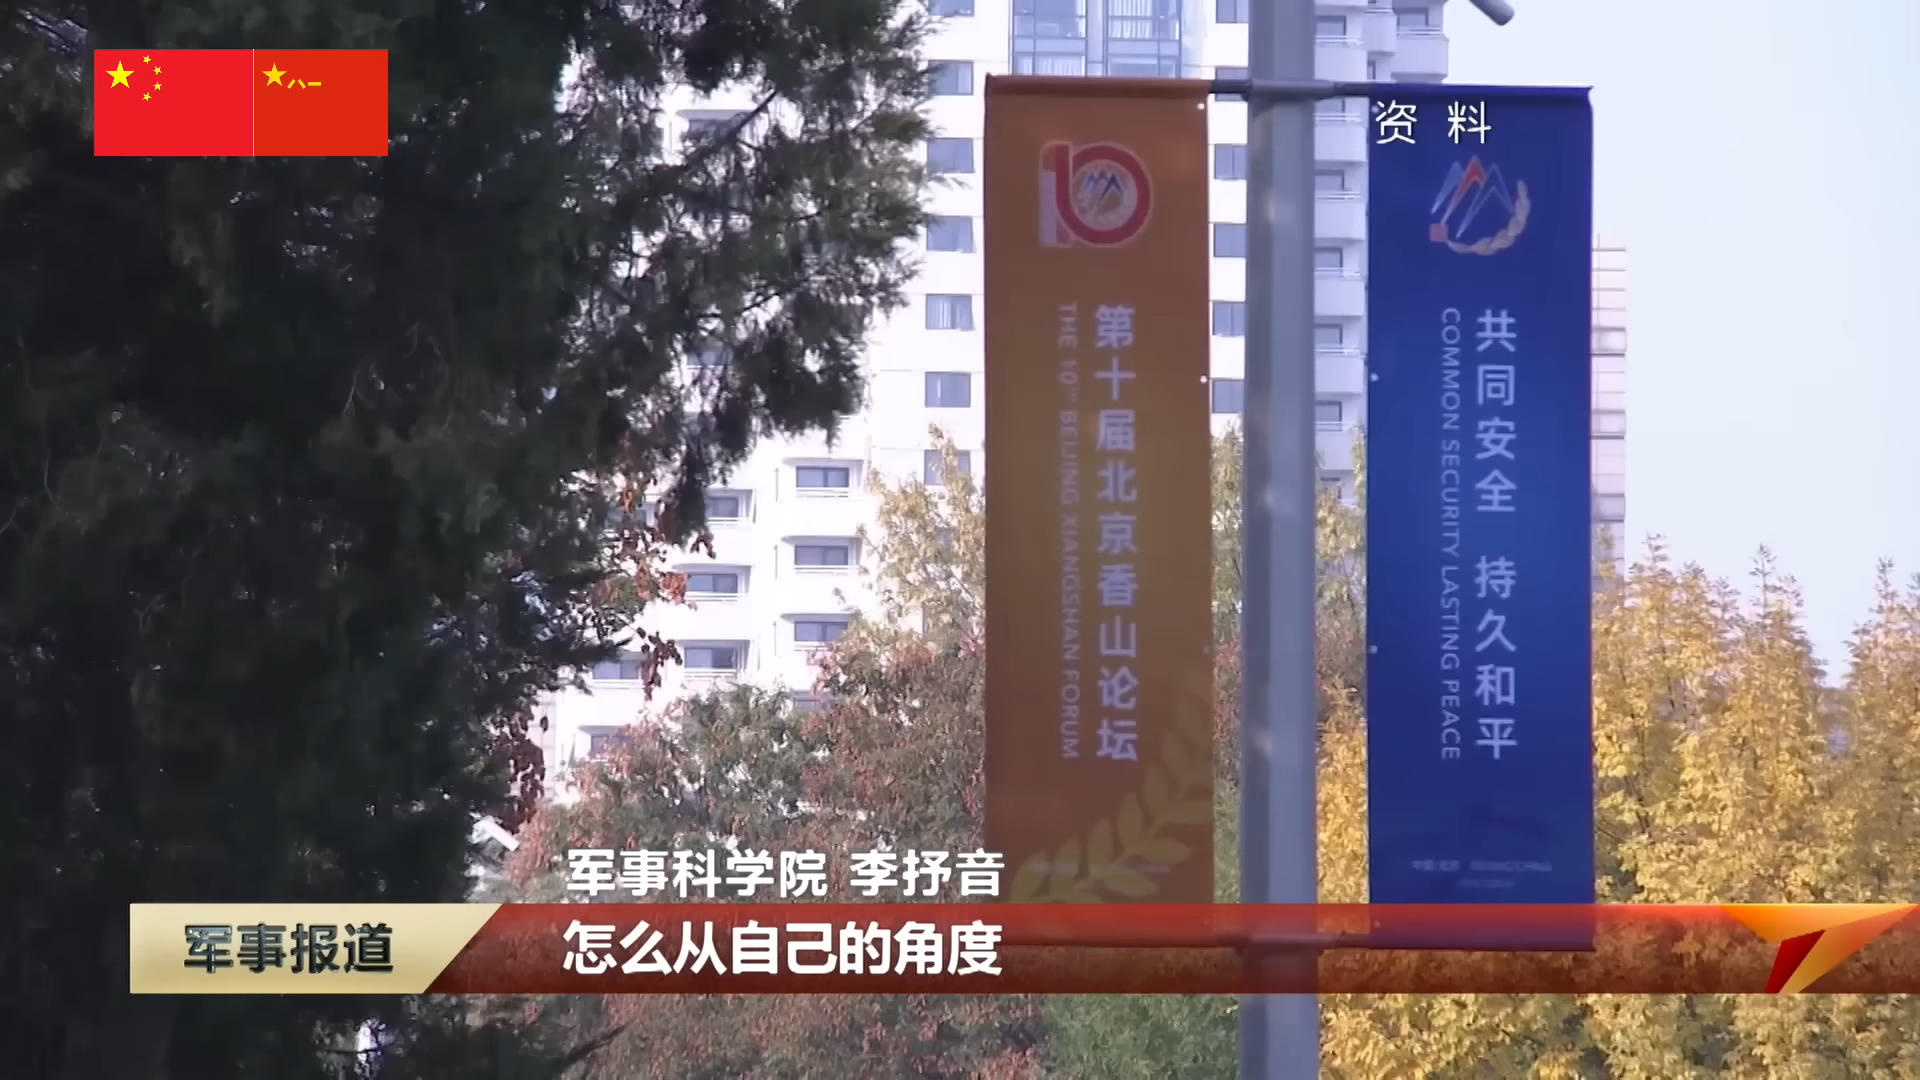 八一
资料
第十届北京香山论坛
THE 10TH BEIJING XIANGSHAN FORUM
共同安全 持久和平
COMMON SECURITY LASTING PEACE
军事科学院 李抒音
军事报道
怎么从自己的角度